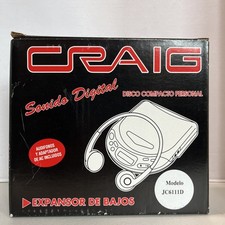 CRAIG
Sonido Digital
DISCO COMPACTO PERSONAL
AUDIFONOS Y
ADAPTADOR
DE AC INCLUIDOS
Modelo
JC6111D
EXPANSOR DE BAJOS